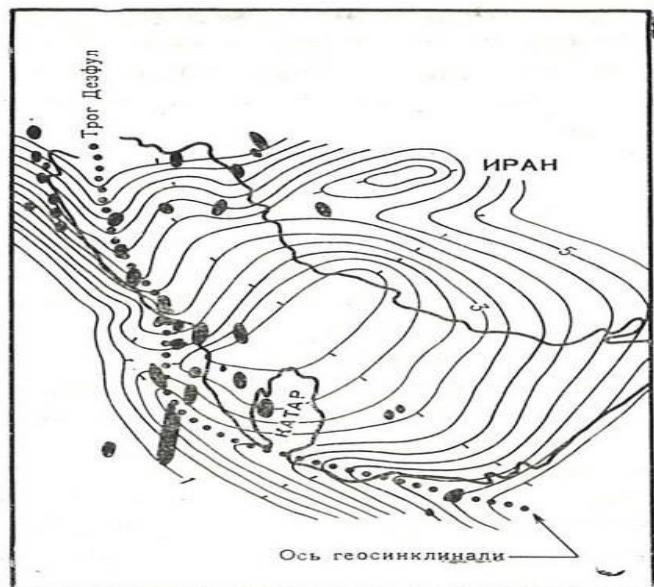 Трог Дезфул
ИРАН
5
3
КАТАР
1
Ось геосинклинали